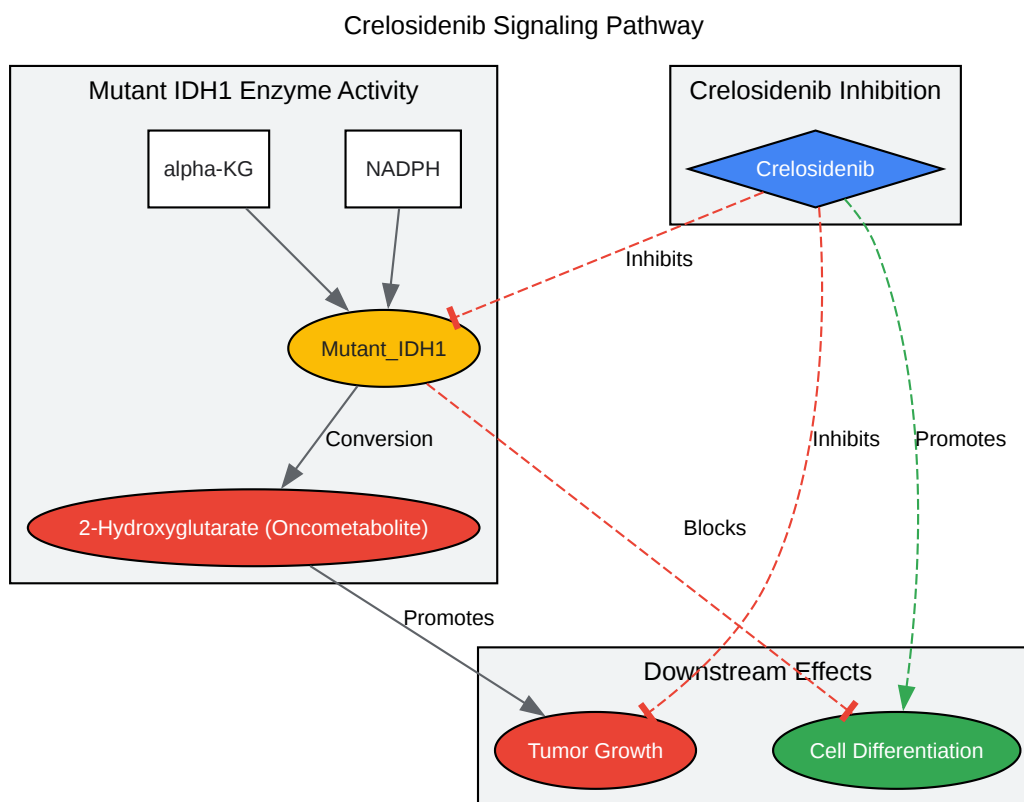 Crelosidenib Signaling Pathway
Mutant IDH1 Enzyme Activity
Crelosidenib Inhibition
alpha-KG
NADPH
Crelosidenib
Inhibits
Mutant_IDH1
Conversion
Inhibits
Promotes
2-Hydroxyglutarate (Oncometabolite)
Blocks
Promotes
Downstream Effects
Tumor Growth
Cell Differentiation